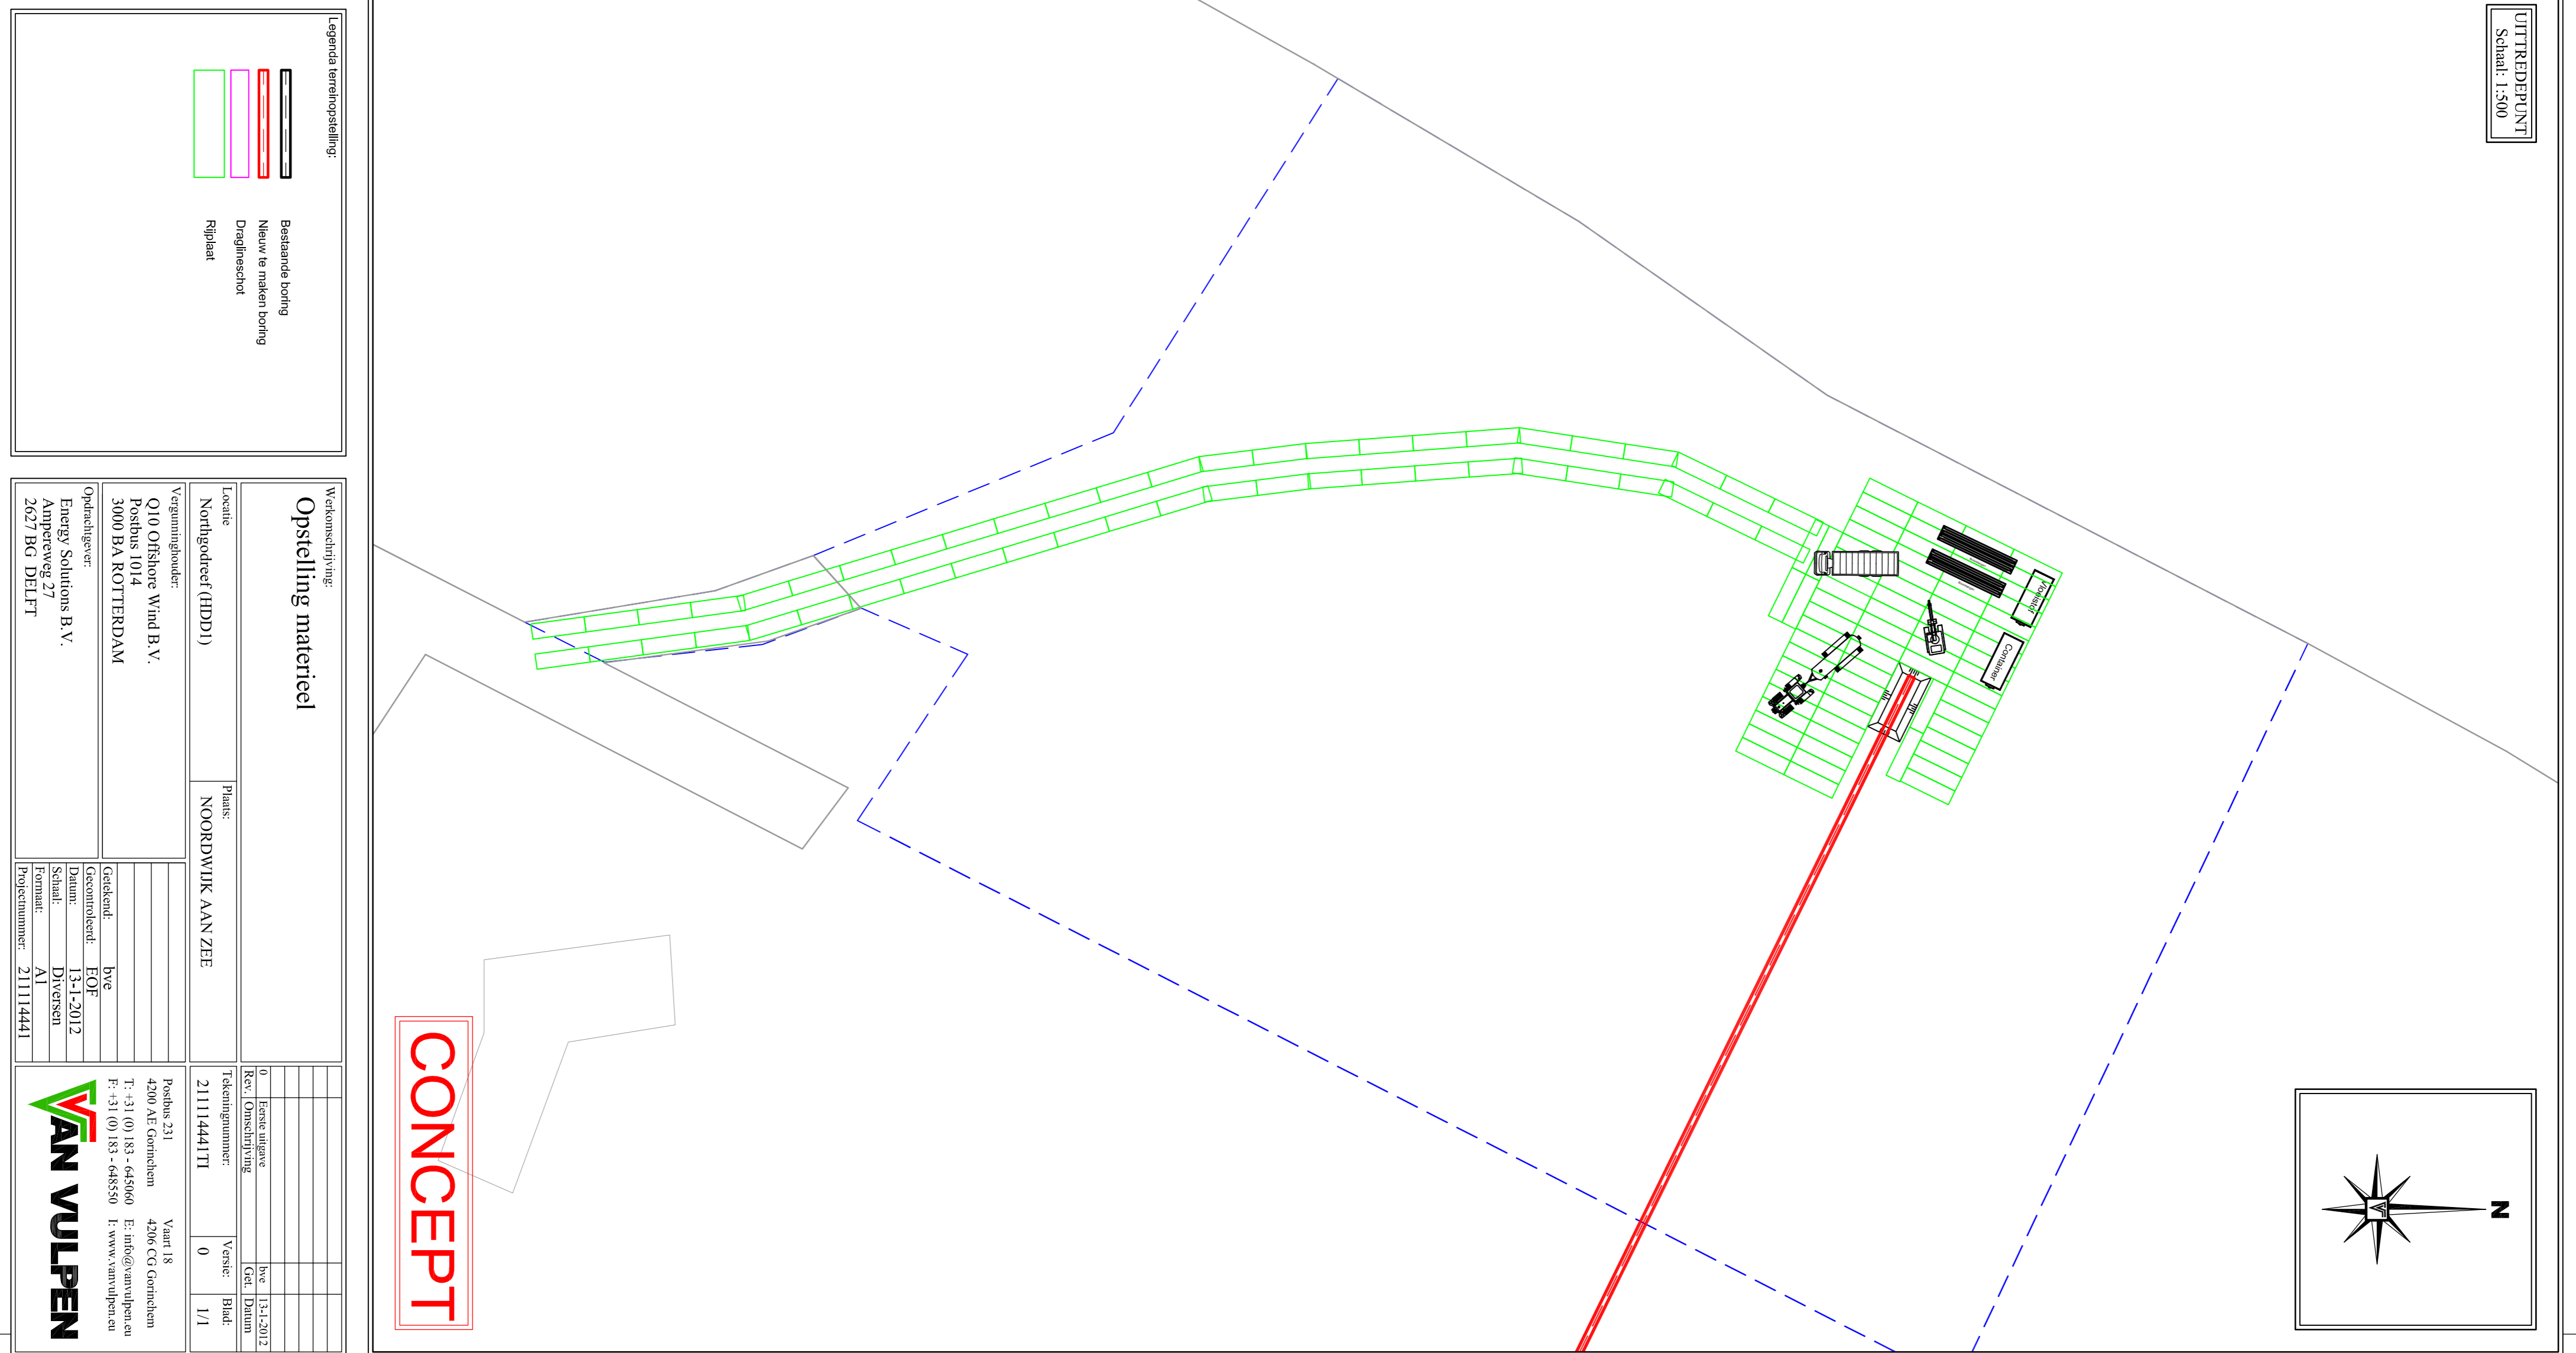 UITTREDEPUNT
Schaal: 1:500
N
Vloeistof
Container
CONCEPT
Legenda terreinopstelling:
Bestaande boring
Nieuw te maken boring
Draglineschot
Rijplaat
Werkomschrijving:
Opstelling materieel
Locatie
Northgodreef (HDD1)
Plaats:
NOORDWIJK AAN ZEE
Vergunninghouder:
Q10 Offshore Wind B.V.
Postbus 1014
3000 BA ROTTERDAM
Opdrachtgever:
Energy Solutions B.V.
Ampereweg 27
2627 BG DELFT
Getekend: bve
Gecontroleerd: EOF
Datum: 13-1-2012
Schaal: Diversen
Formaat: A1
Projectnummer: 211114441
0 Eerste uitgave bve 13-1-2012
Rev. Omschrijving Get. Datum
Tekeningnummer:
211114441TI
Versie:
0
Blad:
1/1
Postbus 231 Vaart 18
4200 AE Gorinchem 4206 CG Gorinchem
T: +31 (0) 183 - 645060 E: info@vanvulpen.eu
F: +31 (0) 183 - 648550 I: www.vanvulpen.eu
VAN VULPEN